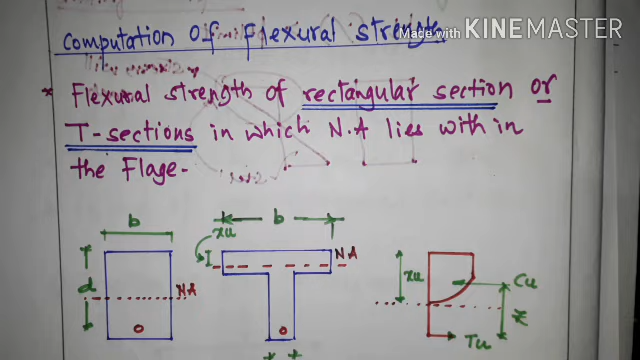 Made with KINEMASTER
Computation of flexural strength
* Flexural strength of rectangular section or
T-sections in which N.A lies with in
the Flage-
b
b
xu
NA
d
NA
xu
Cu
z
Tu